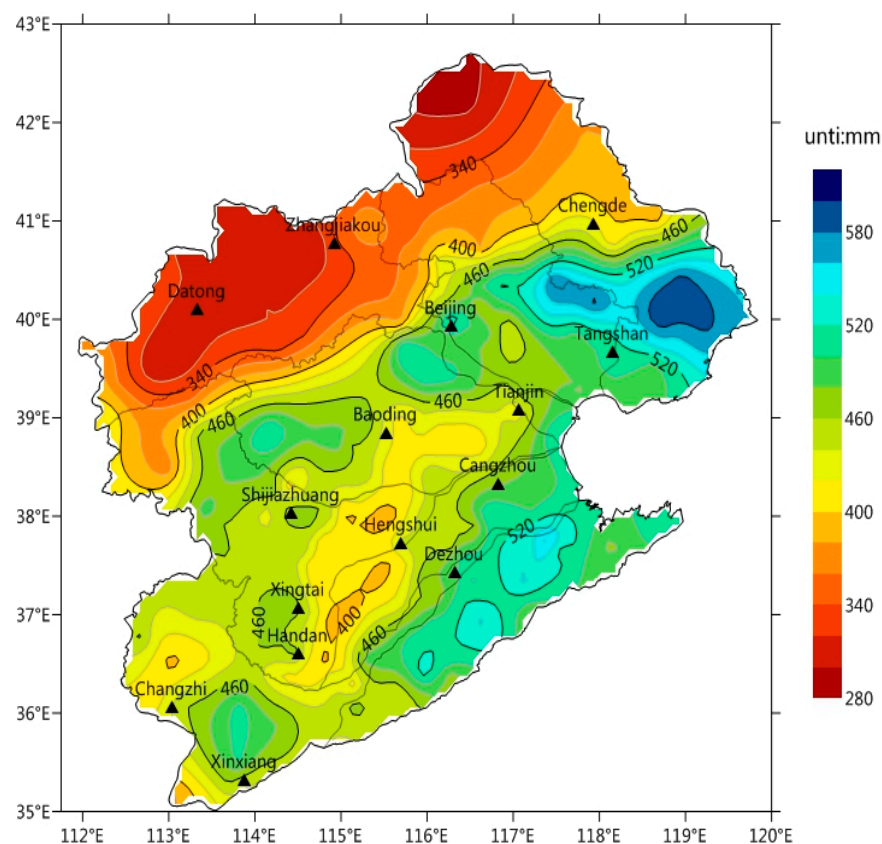 43°E
42°E
41°E
40°E
39°E
38°E
37°E
36°E
35°E
112°E
113°E
114°E
115°E
116°E
117°E
118°E
119°E
120°E
unti:mm
580
520
460
400
340
280
340
Chengde
Zhangjiakou
400
460
460
520
Datong
Beijing
Tangshan
520
340
400
460
460
Tianjin
Baoding
Cangzhou
Shijiazhuang
Hengshui
520
Dezhou
Xingtai
460
400
460
Handan
Changzhi
460
Xinxiang